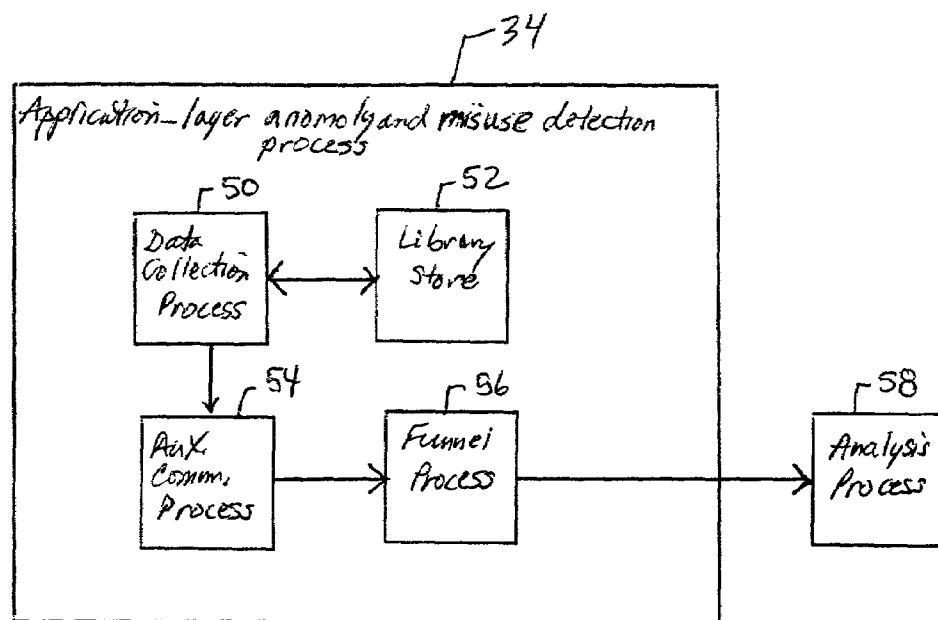 34
Application-layer anomoly and misuse detection
process
50
52
Data
Collection
Process
Library
Store
54
56
58
Aux.
Comm.
Process
Funnel
Process
Analysis
Process